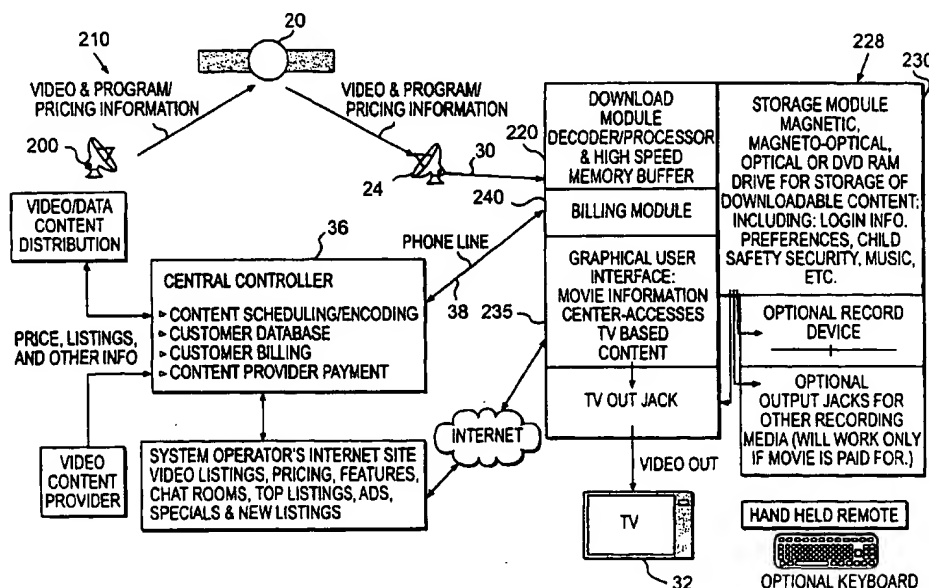 210
20
VIDEO & PROGRAM/
PRICING INFORMATION
VIDEO & PROGRAM/
PRICING INFORMATION
200
24
30
VIDEO/DATA
CONTENT
DISTRIBUTION
36
PHONE LINE
38
CENTRAL CONTROLLER
▹ CONTENT SCHEDULING/ENCODING
▹ CUSTOMER DATABASE
▹ CUSTOMER BILLING
▹ CONTENT PROVIDER PAYMENT
PRICE, LISTINGS,
AND OTHER INFO
VIDEO
CONTENT
PROVIDER
SYSTEM OPERATOR'S INTERNET SITE
VIDEO LISTINGS, PRICING, FEATURES,
CHAT ROOMS, TOP LISTINGS, ADS,
SPECIALS & NEW LISTINGS
INTERNET
220
240
235
228
230
DOWNLOAD
MODULE
DECODER/PROCESSOR
& HIGH SPEED
MEMORY BUFFER
BILLING MODULE
GRAPHICAL USER
INTERFACE:
MOVIE INFORMATION
CENTER-ACCESSES
TV BASED
CONTENT
TV OUT JACK
STORAGE MODULE
MAGNETIC,
MAGNETO-OPTICAL,
OPTICAL OR DVD RAM
DRIVE FOR STORAGE OF
DOWNLOADABLE CONTENT:
INCLUDING: LOGIN INFO.
PREFERENCES, CHILD
SAFETY SECURITY, MUSIC,
ETC.
OPTIONAL RECORD
DEVICE
OPTIONAL
OUTPUT JACKS FOR
OTHER RECORDING
MEDIA (WILL WORK ONLY
IF MOVIE IS PAID FOR.)
VIDEO OUT
TV
32
HAND HELD REMOTE
OPTIONAL KEYBOARD